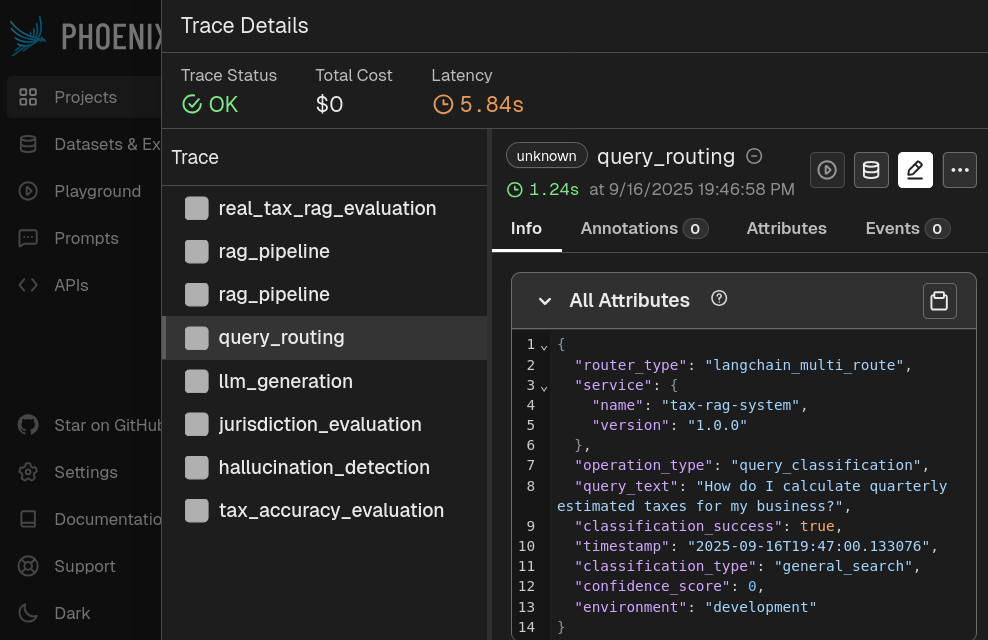 PHOENIX
Projects
Datasets & Ex
Playground
Prompts
APIs
Star on GitHub
Settings
Documentatio
Support
Dark
Trace Details
Trace Status
OK
Total Cost
$0
Latency
5.84s
Trace
real_tax_rag_evaluation
rag_pipeline
rag_pipeline
query_routing
llm_generation
jurisdiction_evaluation
hallucination_detection
tax_accuracy_evaluation
unknown query_routing
1.24s at 9/16/2025 19:46:58 PM
Info Annotations 0 Attributes Events 0
All Attributes
1 {
2 "router_type": "langchain_multi_route",
3 "service": {
4 "name": "tax-rag-system",
5 "version": "1.0.0"
6 },
7 "operation_type": "query_classification",
8 "query_text": "How do I calculate quarterly
estimated taxes for my business?",
9 "classification_success": true,
10 "timestamp": "2025-09-16T19:47:00.133076",
11 "classification_type": "general_search",
12 "confidence_score": 0,
13 "environment": "development"
14 }